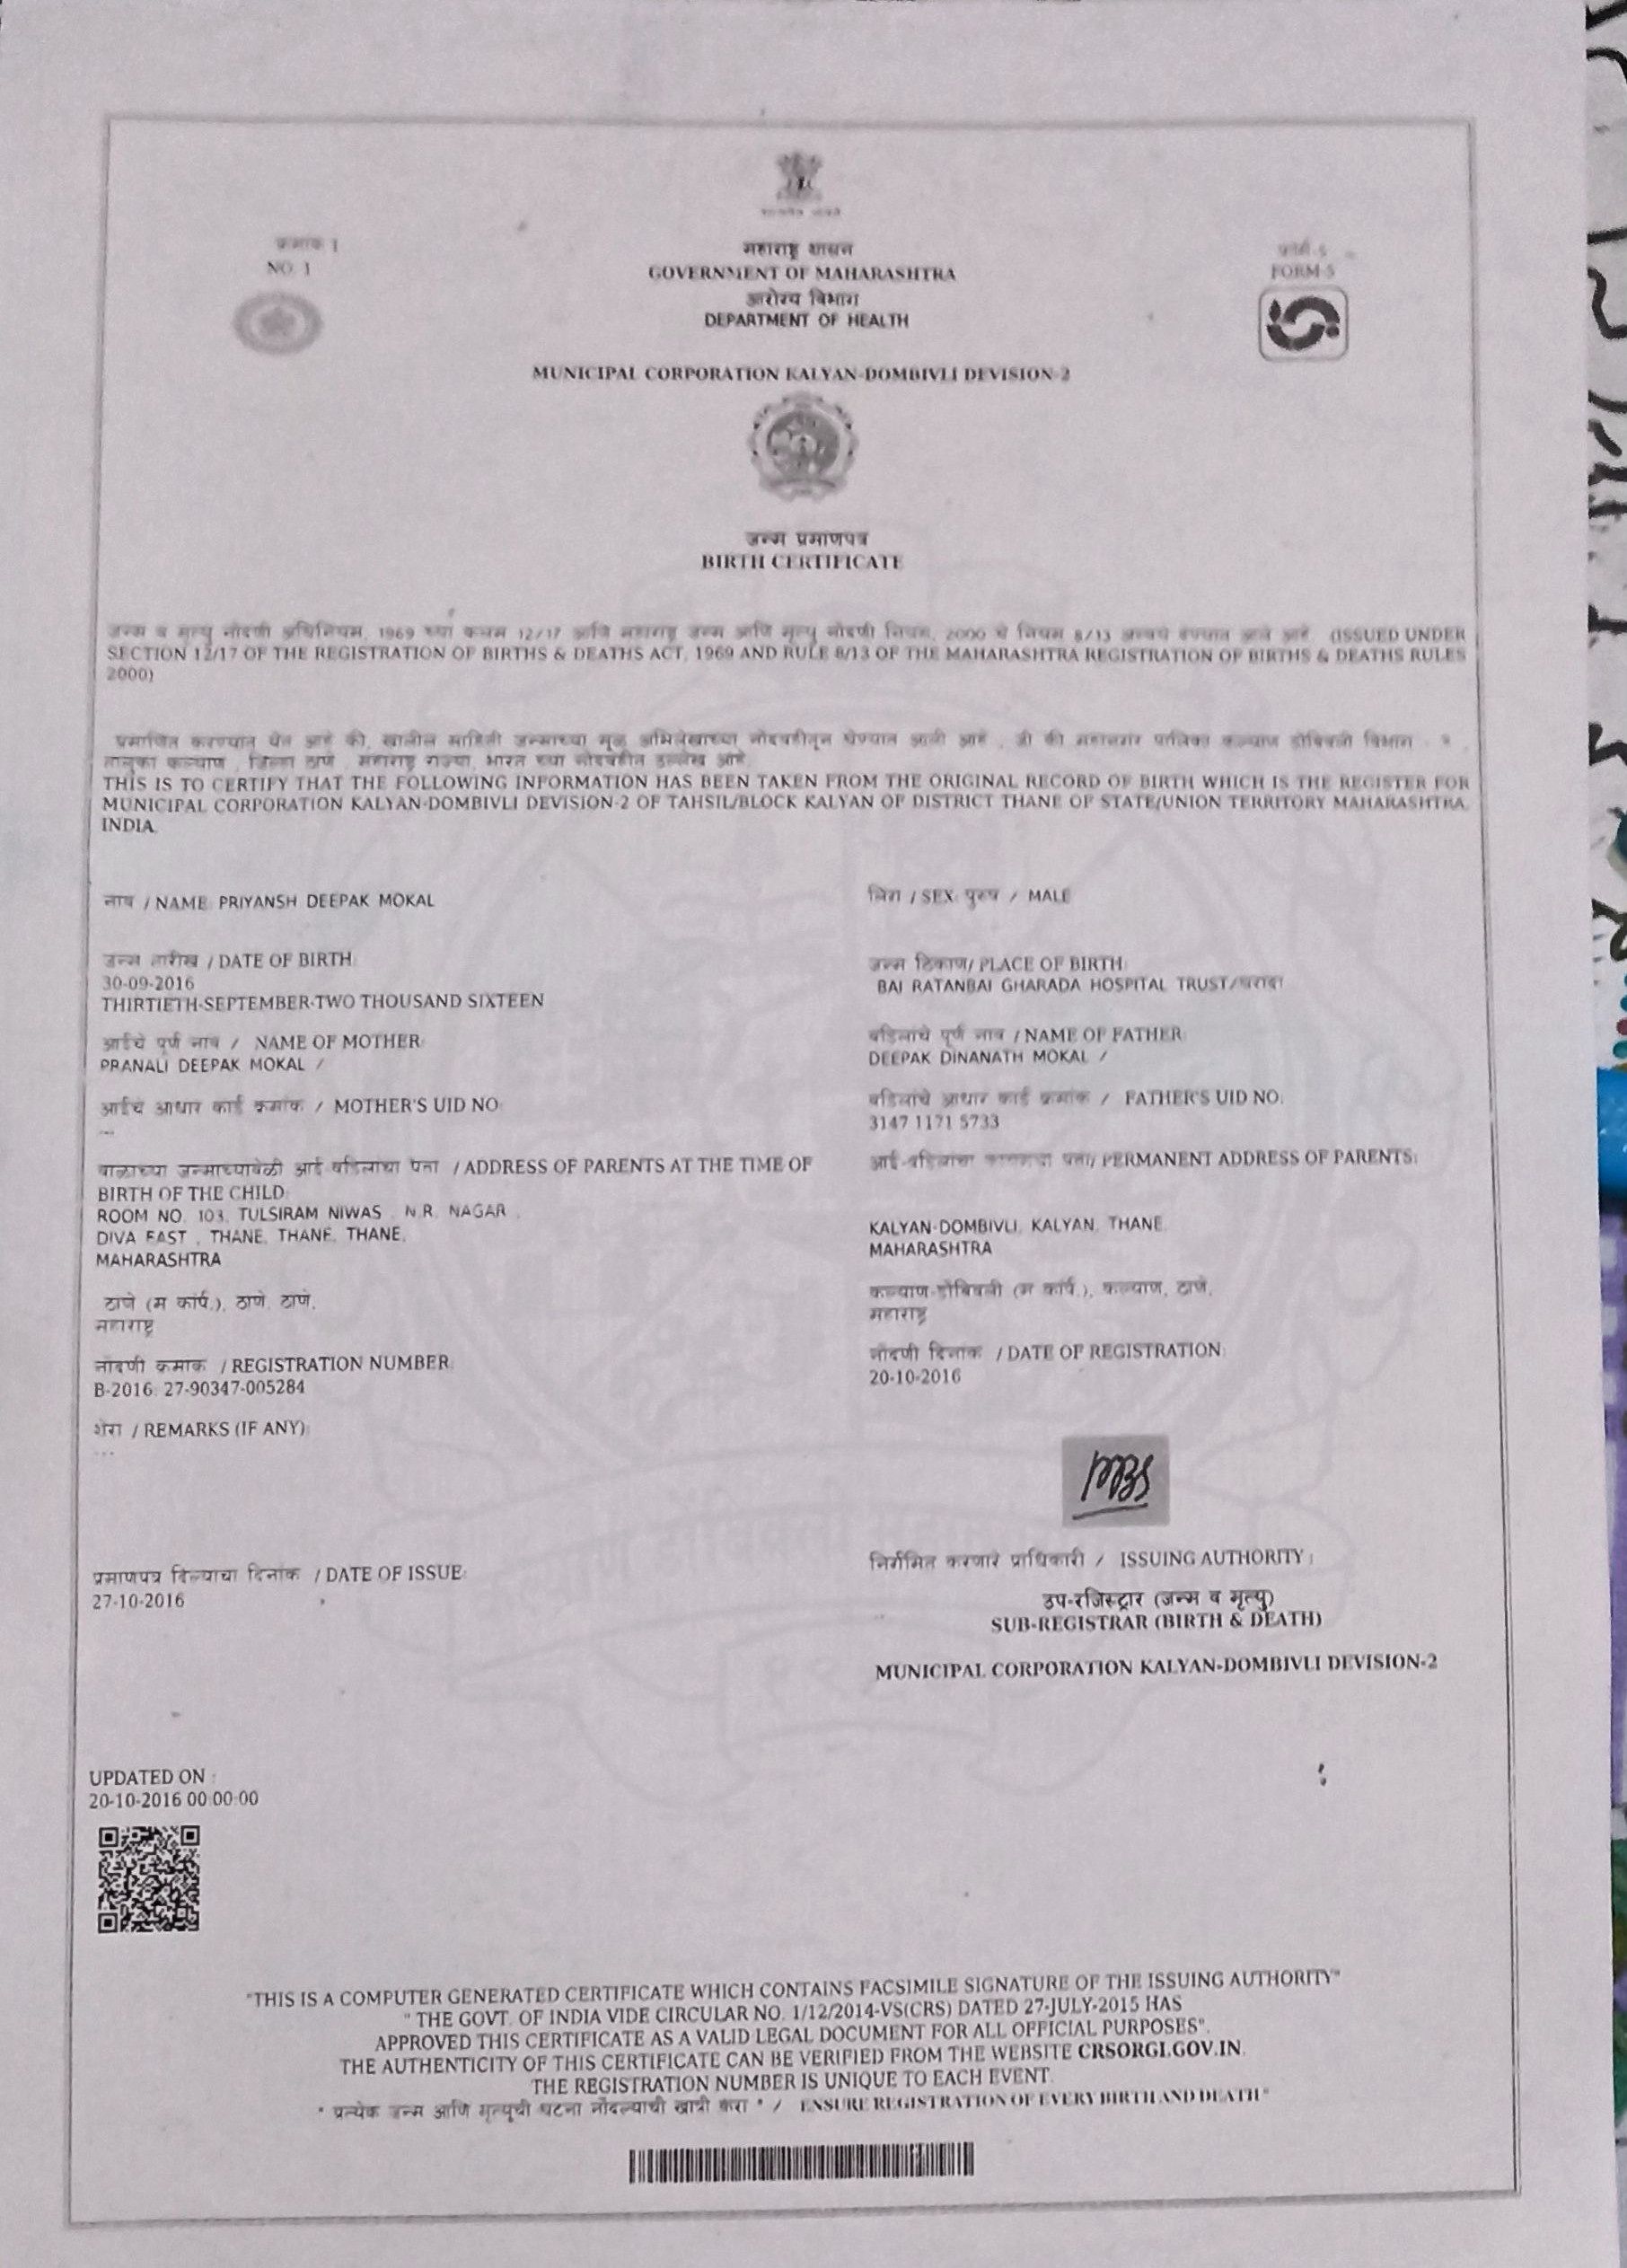 क्रमांक 1
NO. 1
महाराष्ट्र शासन
GOVERNMENT OF MAHARASHTRA
आरोग्य विभाग
DEPARTMENT OF HEALTH
FORM-5
MUNICIPAL CORPORATION KALYAN-DOMBIVLI DEVISION-2
जन्म प्रमाणपत्र
BIRTH CERTIFICATE
जन्म व मृत्यू नोंदणी अधिनियम, 1969 च्या कलम 12/17 आणि महाराष्ट्र जन्म आणि मृत्यू नोंदणी नियम, 2000 चे नियम 8/13 अन्वये देण्यात आले आहे. (ISSUED UNDER
SECTION 12/17 OF THE REGISTRATION OF BIRTHS & DEATHS ACT, 1969 AND RULE 8/13 OF THE MAHARASHTRA REGISTRATION OF BIRTHS & DEATHS RULES
2000)
प्रमाणित करण्यात येत आहे की, खालील माहिती जन्माच्या मूळ अभिलेखाच्या नोंदवहीतून घेण्यात आली आहे , जी की महानगर पालिका कल्याण डोंबिवली विभाग - २ ,
तालुका कल्याण , जिल्हा ठाणे , महाराष्ट्र राज्या, भारत च्या नोंदवहीत उल्लेख आहे.
THIS IS TO CERTIFY THAT THE FOLLOWING INFORMATION HAS BEEN TAKEN FROM THE ORIGINAL RECORD OF BIRTH WHICH IS THE REGISTER FOR
MUNICIPAL CORPORATION KALYAN-DOMBIVLI DEVISION-2 OF TAHSIL/BLOCK KALYAN OF DISTRICT THANE OF STATE/UNION TERRITORY MAHARASHTRA,
INDIA.
नाव / NAME: PRIYANSH DEEPAK MOKAL
लिंग / SEX: पुरुष / MALE
जन्म तारीख / DATE OF BIRTH:
30-09-2016
THIRTIETH-SEPTEMBER-TWO THOUSAND SIXTEEN
जन्म ठिकाण/ PLACE OF BIRTH:
BAI RATANBAI GHARADA HOSPITAL TRUST/घरादा
आईचे पूर्ण नाव / NAME OF MOTHER:
PRANALI DEEPAK MOKAL /
वडिलांचे पूर्ण नाव / NAME OF FATHER:
DEEPAK DINANATH MOKAL /
आईचे आधार कार्ड क्रमांक / MOTHER'S UID NO:
---
वडिलांचे आधार कार्ड क्रमांक / FATHER'S UID NO:
3147 1171 5733
बाळाच्या जन्माच्यावेळी आई वडिलांचा पत्ता / ADDRESS OF PARENTS AT THE TIME OF
BIRTH OF THE CHILD:
ROOM NO. 103, TULSIRAM NIWAS , N.R. NAGAR ,
DIVA EAST , THANE, THANE, THANE,
MAHARASHTRA
ठाणे (म कॉर्प.), ठाणे, ठाणे,
महाराष्ट्र
आई-वडिलांचा कायमचा पत्ता/ PERMANENT ADDRESS OF PARENTS:
KALYAN-DOMBIVLI, KALYAN, THANE,
MAHARASHTRA
कल्याण-डोंबिवली (म कॉर्प.), कल्याण, ठाणे,
महाराष्ट्र
नोंदणी क्रमांक / REGISTRATION NUMBER:
B-2016: 27-90347-005284
नोंदणी दिनांक / DATE OF REGISTRATION:
20-10-2016
शेरा / REMARKS (IF ANY):
---
प्रमाणपत्र दिल्याचा दिनांक / DATE OF ISSUE:
27-10-2016
निर्गमित करणारे प्राधिकारी / ISSUING AUTHORITY :
उप-रजिस्ट्रार (जन्म व मृत्यु)
SUB-REGISTRAR (BIRTH & DEATH)
MUNICIPAL CORPORATION KALYAN-DOMBIVLI DEVISION-2
UPDATED ON :
20-10-2016 00:00:00
"THIS IS A COMPUTER GENERATED CERTIFICATE WHICH CONTAINS FACSIMILE SIGNATURE OF THE ISSUING AUTHORITY"
" THE GOVT. OF INDIA VIDE CIRCULAR NO. 1/12/2014-VS(CRS) DATED 27-JULY-2015 HAS
APPROVED THIS CERTIFICATE AS A VALID LEGAL DOCUMENT FOR ALL OFFICIAL PURPOSES".
THE AUTHENTICITY OF THIS CERTIFICATE CAN BE VERIFIED FROM THE WEBSITE CRSORGI.GOV.IN.
THE REGISTRATION NUMBER IS UNIQUE TO EACH EVENT.
" प्रत्येक जन्म आणि मृत्यूची घटना नोंदल्याची खात्री करा " / ENSURE REGISTRATION OF EVERY BIRTH AND DEATH "